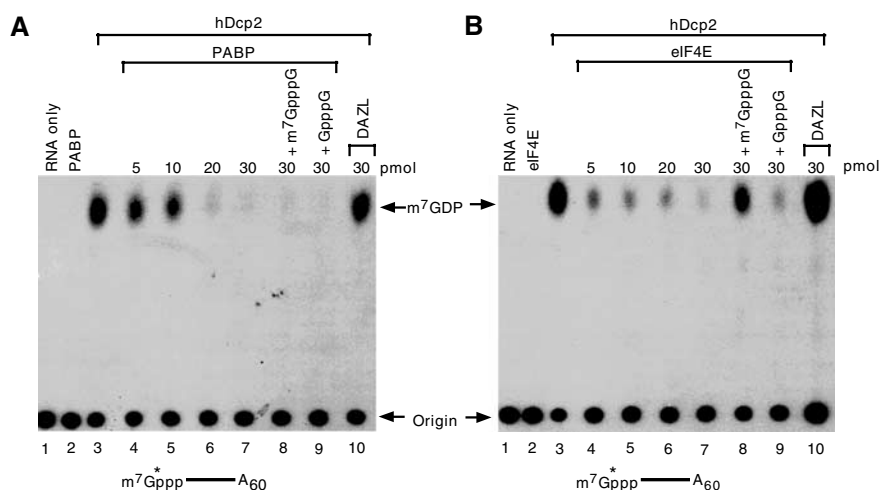 A
hDcp2
PABP
RNA only
PABP
+ m⁷GpppG
+ GpppG
DAZL
5 10 20 30 30 30 30 pmol
m⁷GDP
Origin
1 2 3 4 5 6 7 8 9 10
*
m⁷Gppp A₆₀
B
hDcp2
eIF4E
RNA only
eIF4E
+ m⁷GpppG
+ GpppG
DAZL
5 10 20 30 30 30 30 pmol
1 2 3 4 5 6 7 8 9 10
*
m⁷Gppp A₆₀